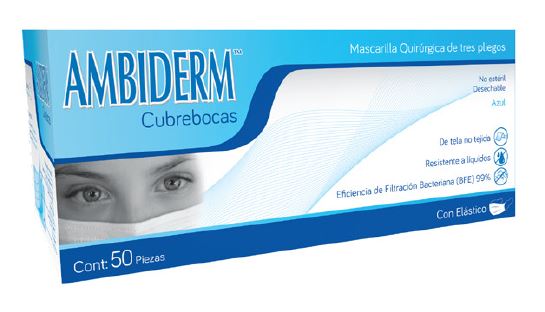 AMBIDERM™
Cubrebocas
Mascarilla Quirúrgica de tres pliegos
No estéril
Desechable
Azul
De tela no tejida
Resistente a líquidos
Eficiencia de Filtración Bacteriana (BFE) 99%
Con Elástico
Cont: 50 Piezas